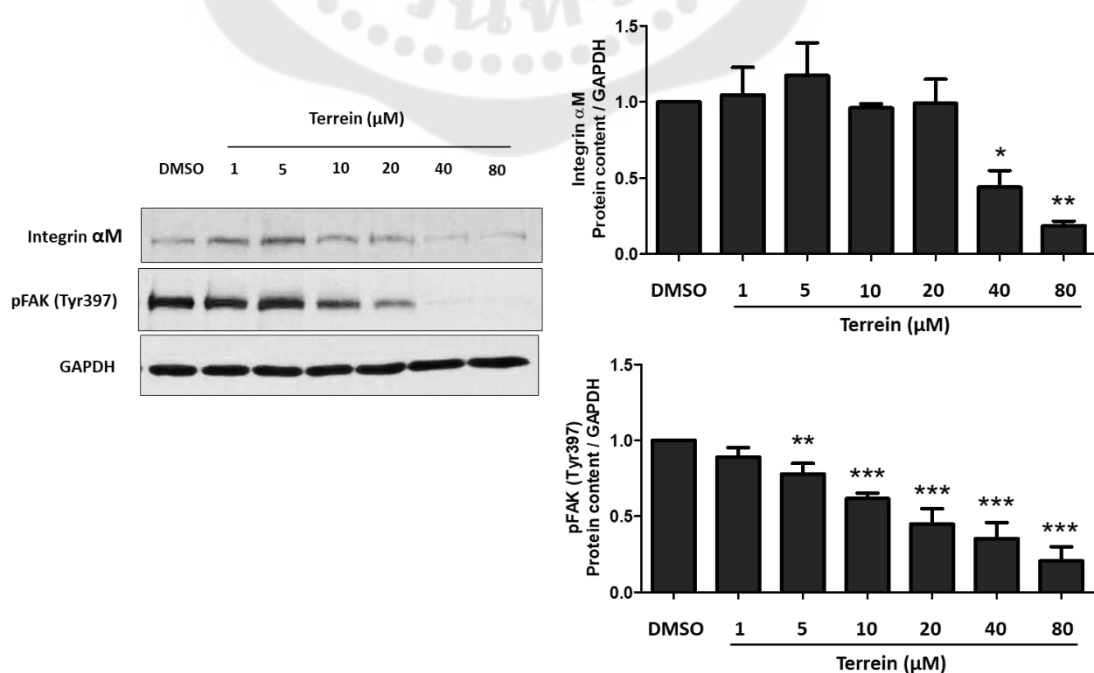 รินท
Terrein (µM)
DMSO 1 5 10 20 40 80
Integrin αM
pFAK (Tyr397)
GAPDH
Integrin αM
Protein content / GAPDH
1.5
1.0
0.5
0.0
*
**
DMSO 1 5 10 20 40 80
Terrein (µM)
pFAK (Tyr397)
Protein content / GAPDH
1.5
1.0
0.5
0.0
**
***
***
***
***
DMSO 1 5 10 20 40 80
Terrein (µM)